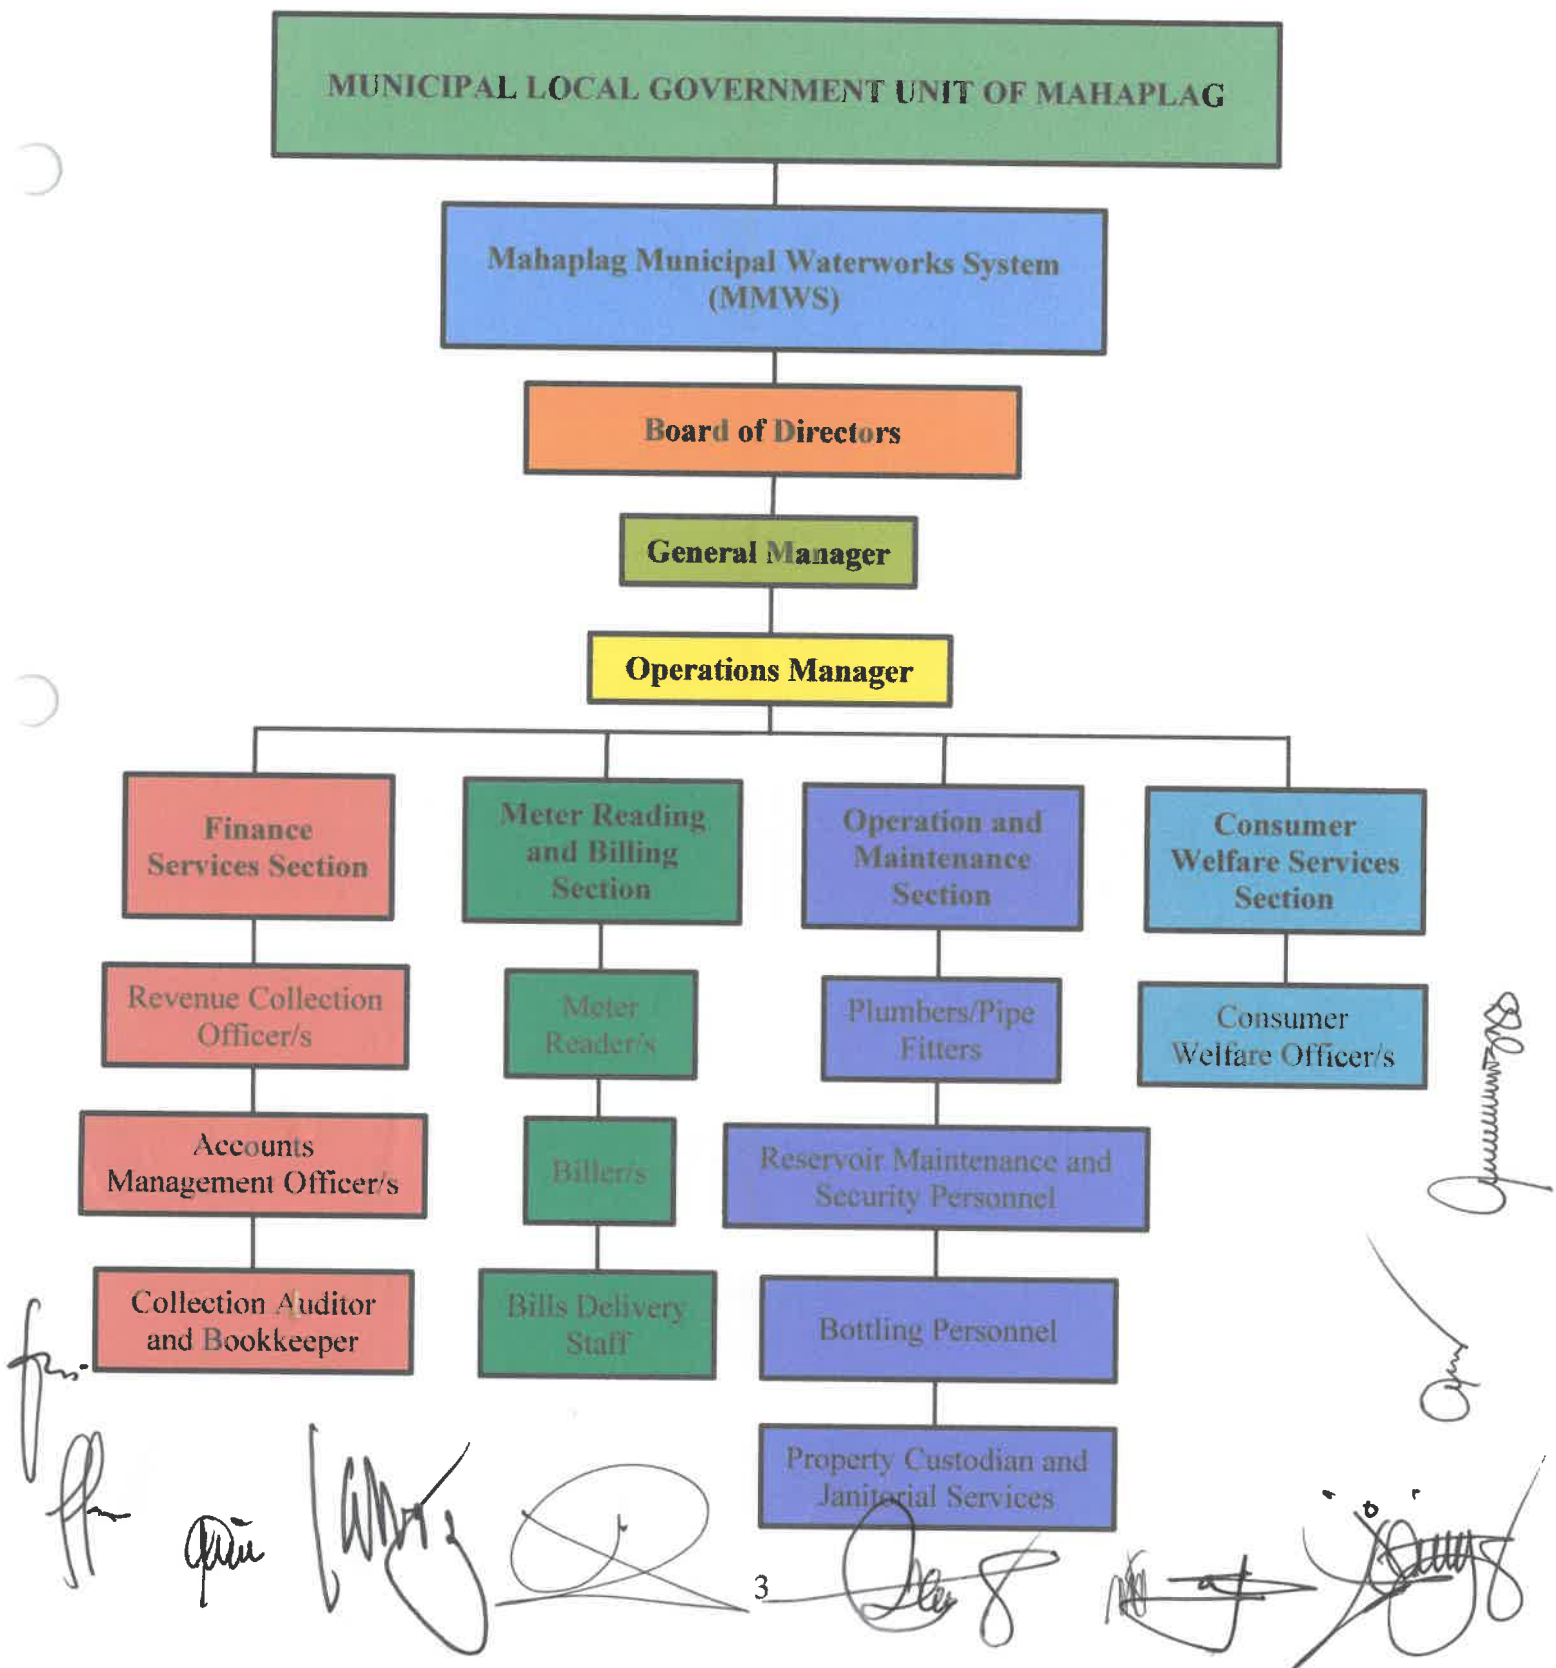 MUNICIPAL LOCAL GOVERNMENT UNIT OF MAHAPLAG
Mahaplag Municipal Waterworks System
(MMWS)
Board of Directors
General Manager
Operations Manager
Finance
Services Section
Meter Reading
and Billing
Section
Operation and
Maintenance
Section
Consumer
Welfare Services
Section
Revenue Collection
Officer/s
Meter
Reader/s
Plumbers/Pipe
Fitters
Consumer
Welfare Officer/s
Accounts
Management Officer/s
Biller/s
Reservoir Maintenance and
Security Personnel
Collection Auditor
and Bookkeeper
Bills Delivery
Staff
Bottling Personnel
Property Custodian and
Janitorial Services
3